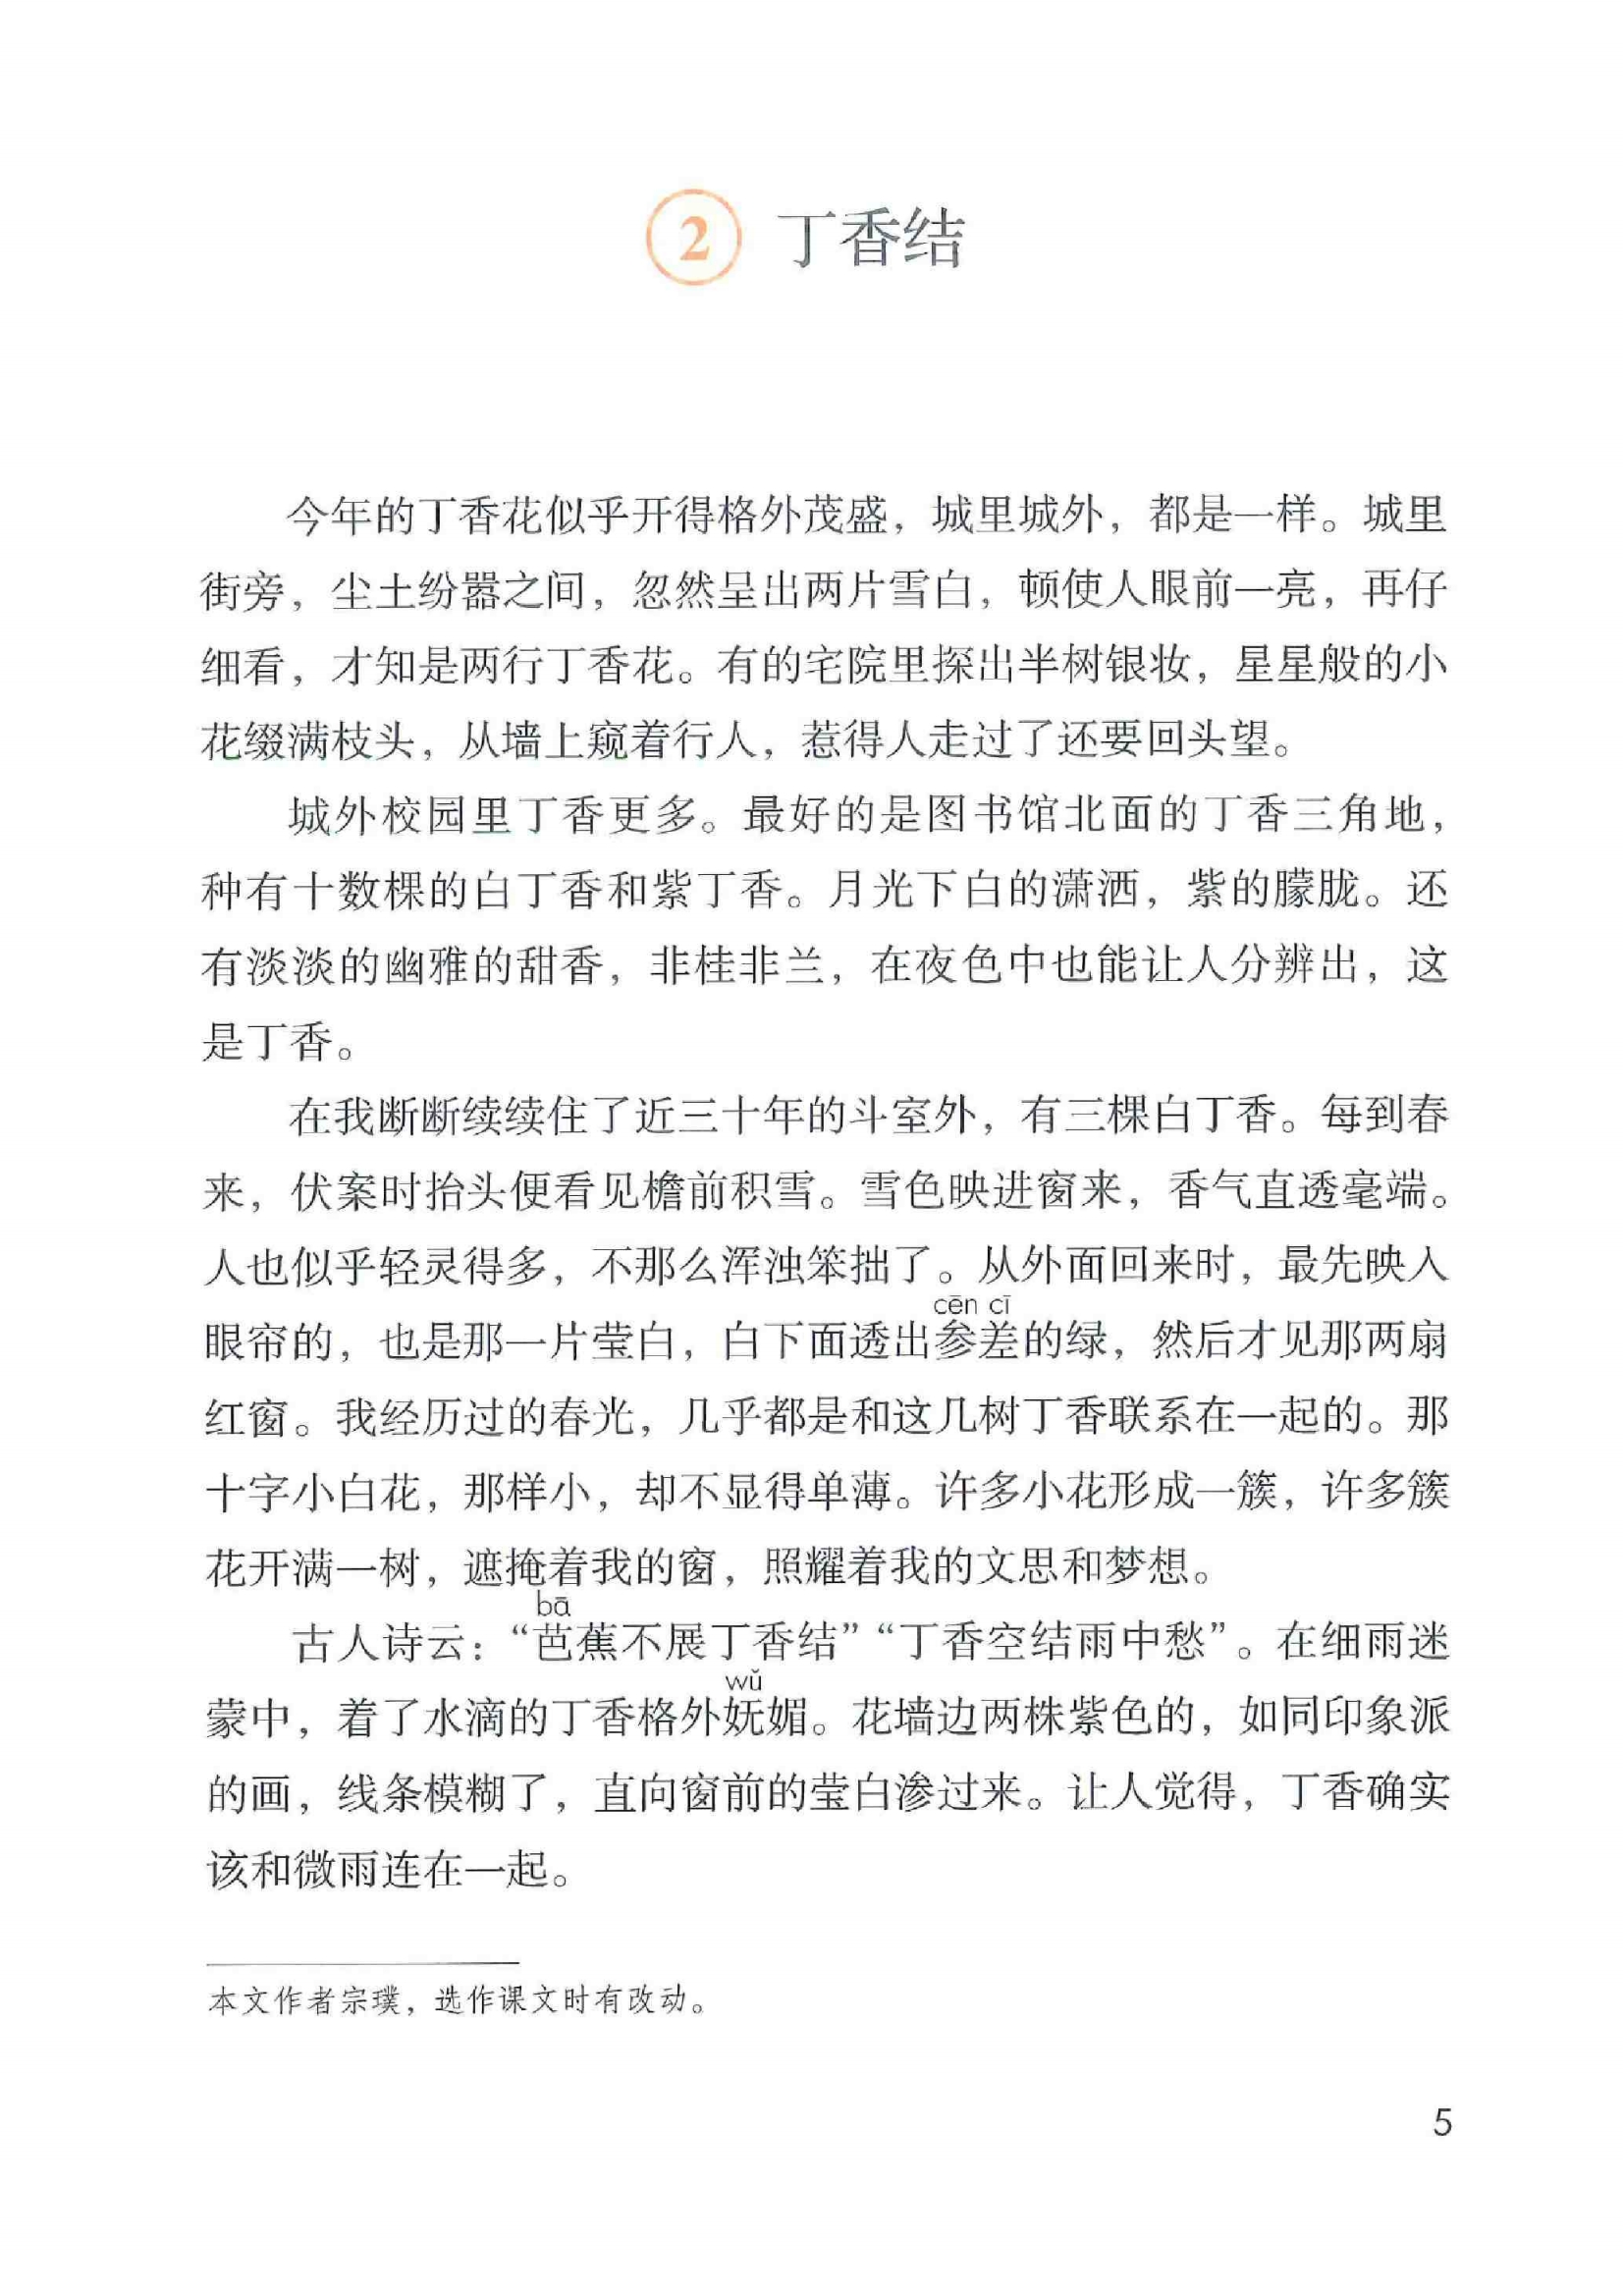 2 丁香结
今年的丁香花似乎开得格外茂盛，城里城外，都是一样。城里
街旁，尘土纷嚣之间，忽然呈出两片雪白，顿使人眼前一亮，再仔
细看，才知是两行丁香花。有的宅院里探出半树银妆，星星般的小
花缀满枝头，从墙上窥着行人，惹得人走过了还要回头望。
城外校园里丁香更多。最好的是图书馆北面的丁香三角地，
种有十数棵的白丁香和紫丁香。月光下白的潇洒，紫的朦胧。还
有淡淡的幽雅的甜香，非桂非兰，在夜色中也能让人分辨出，这
是丁香。
在我断断续续住了近三十年的斗室外，有三棵白丁香。每到春
来，伏案时抬头便看见檐前积雪。雪色映进窗来，香气直透毫端。
人也似乎轻灵得多，不那么浑浊笨拙了。从外面回来时，最先映入
cēn cī
眼帘的，也是那一片莹白，白下面透出参差的绿，然后才见那两扇
红窗。我经历过的春光，几乎都是和这几树丁香联系在一起的。那
十字小白花，那样小，却不显得单薄。许多小花形成一簇，许多簇
花开满一树，遮掩着我的窗，照耀着我的文思和梦想。
bā
古人诗云：“芭蕉不展丁香结”“丁香空结雨中愁”。在细雨迷
wǔ
蒙中，着了水滴的丁香格外妩媚。花墙边两株紫色的，如同印象派
的画，线条模糊了，直向窗前的莹白渗过来。让人觉得，丁香确实
该和微雨连在一起。
本文作者宗璞，选作课文时有改动。
5